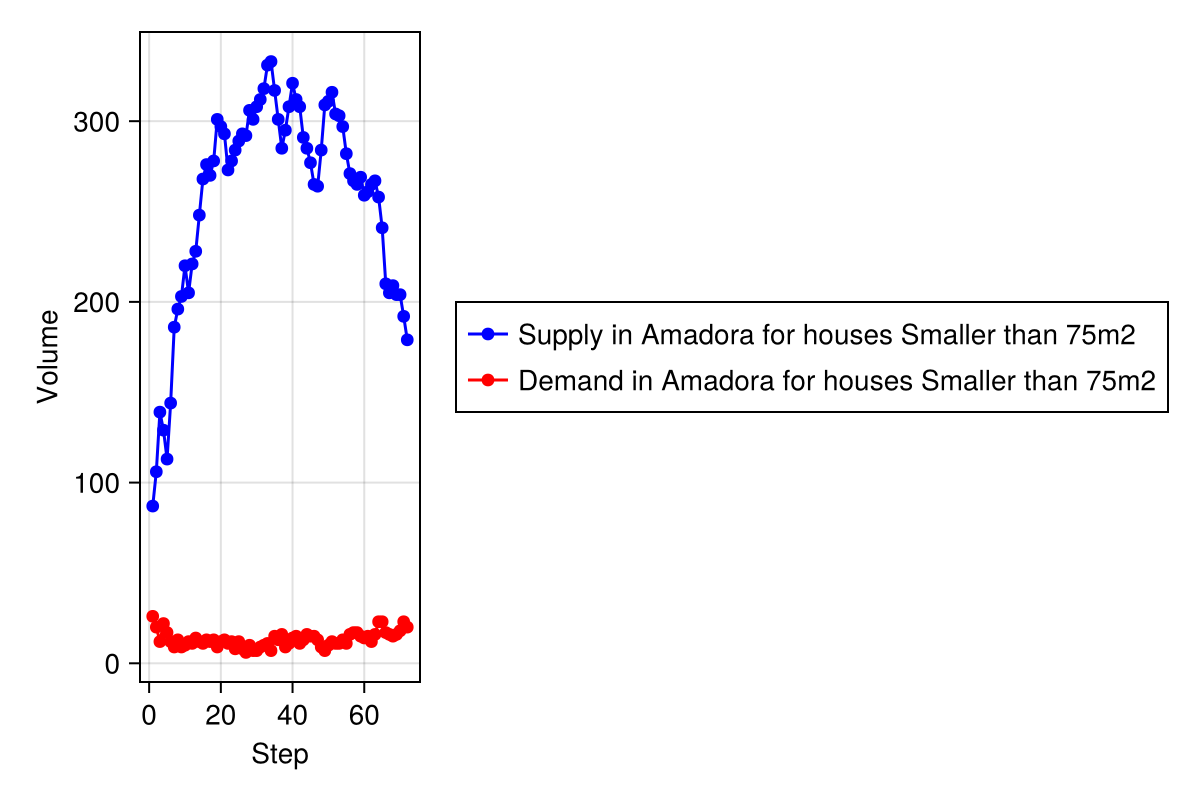 300
200
100
0
Volume
0 20 40 60
Step
Supply in Amadora for houses Smaller than 75m2
Demand in Amadora for houses Smaller than 75m2